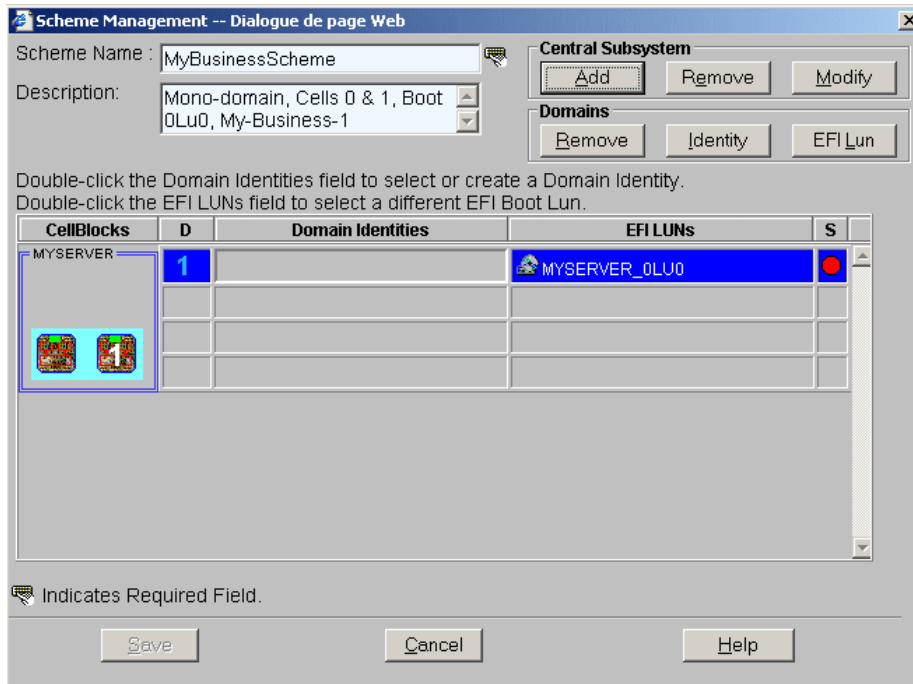 Scheme Management -- Dialogue de page Web
Scheme Name : MyBusinessScheme
Description: Mono-domain, Cells 0 & 1, Boot
0Lu0, My-Business-1
Central Subsystem
Add Remove Modify
Domains
Remove Identity EFI Lun
Double-click the Domain Identities field to select or create a Domain Identity.
Double-click the EFI LUNs field to select a different EFI Boot Lun.
CellBlocks D Domain Identities EFI LUNs S
MYSERVER
1 MYSERVER_0LU0
1
Indicates Required Field.
Save Cancel Help